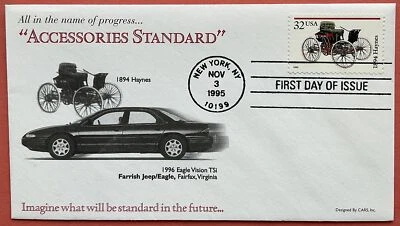 All in the name of progress...
"ACCESSORIES STANDARD"
1894 Haynes
32 USA
1894 Haynes
NEW YORK, NY
NOV
3
1995
10199
FIRST DAY OF ISSUE
1996 Eagle Vision TSi
Farrish Jeep/Eagle, Fairfax, Virginia
Imagine what will be standard in the future...
Designed By CARS, Inc.